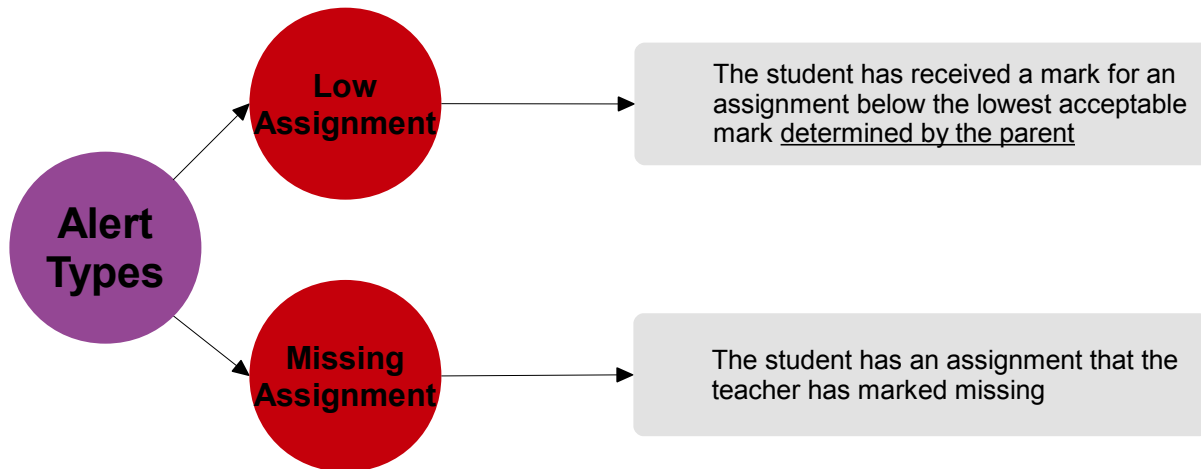 Alert
Types
Low
Assignment
The student has received a mark for an
assignment below the lowest acceptable
mark determined by the parent
Missing
Assignment
The student has an assignment that the
teacher has marked missing